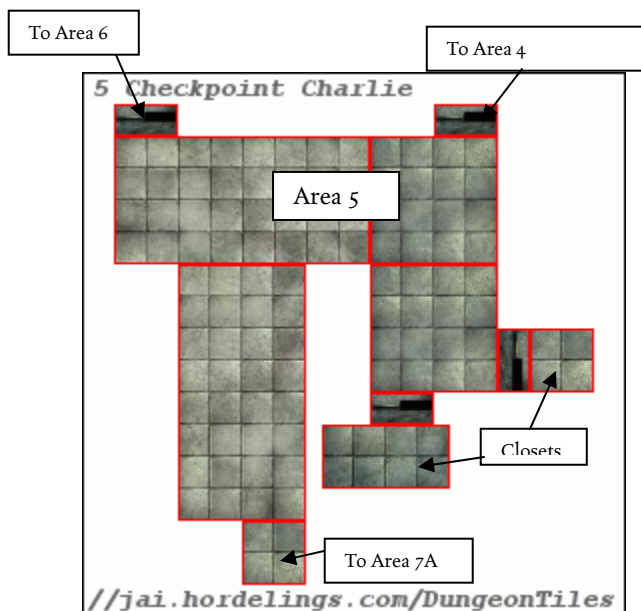 To Area 6
To Area 4
5 Checkpoint Charlie
Area 5
Closets
To Area 7A
//jai.hordelings.com/DungeonTiles